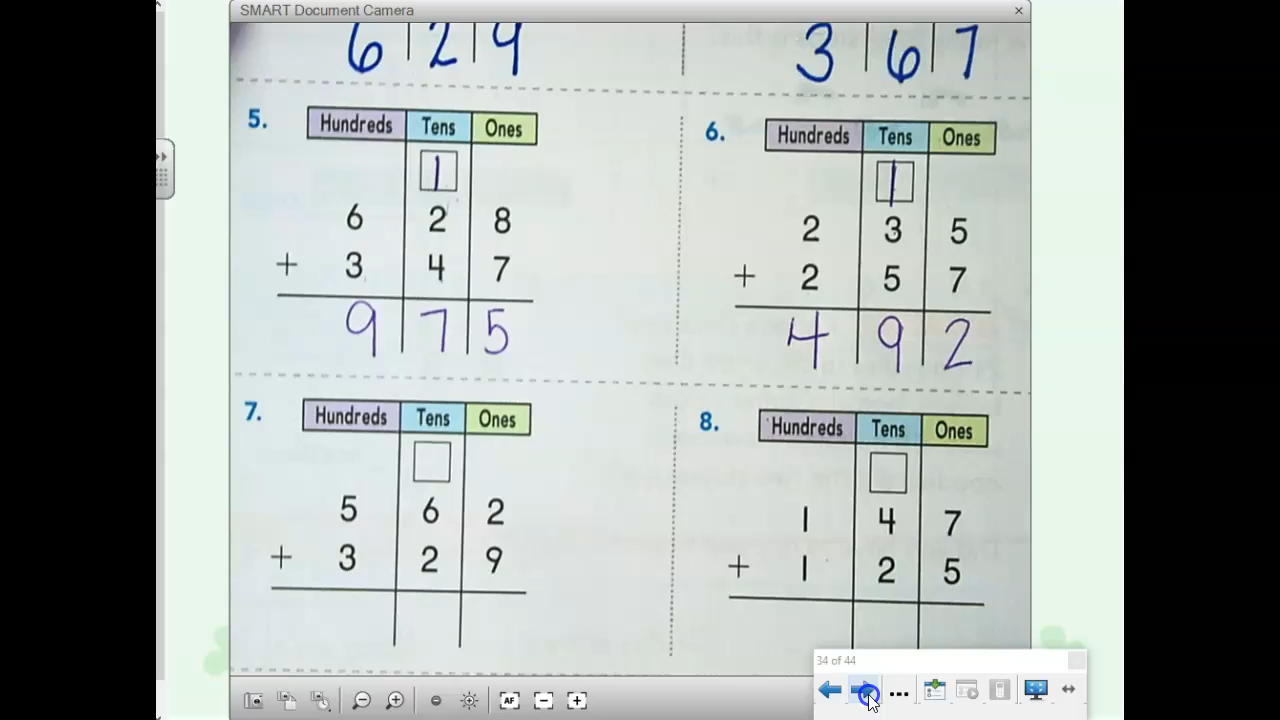 SMART Document Camera
6 2 9
3 6 7
5.
Hundreds Tens Ones
1
6 2 8
+ 3 4 7
9 7 5
6.
Hundreds Tens Ones
1
2 3 5
+ 2 5 7
4 9 2
7.
Hundreds Tens Ones
5 6 2
+ 3 2 9
8.
Hundreds Tens Ones
1 4 7
+ 1 2 5
34 of 44
AF